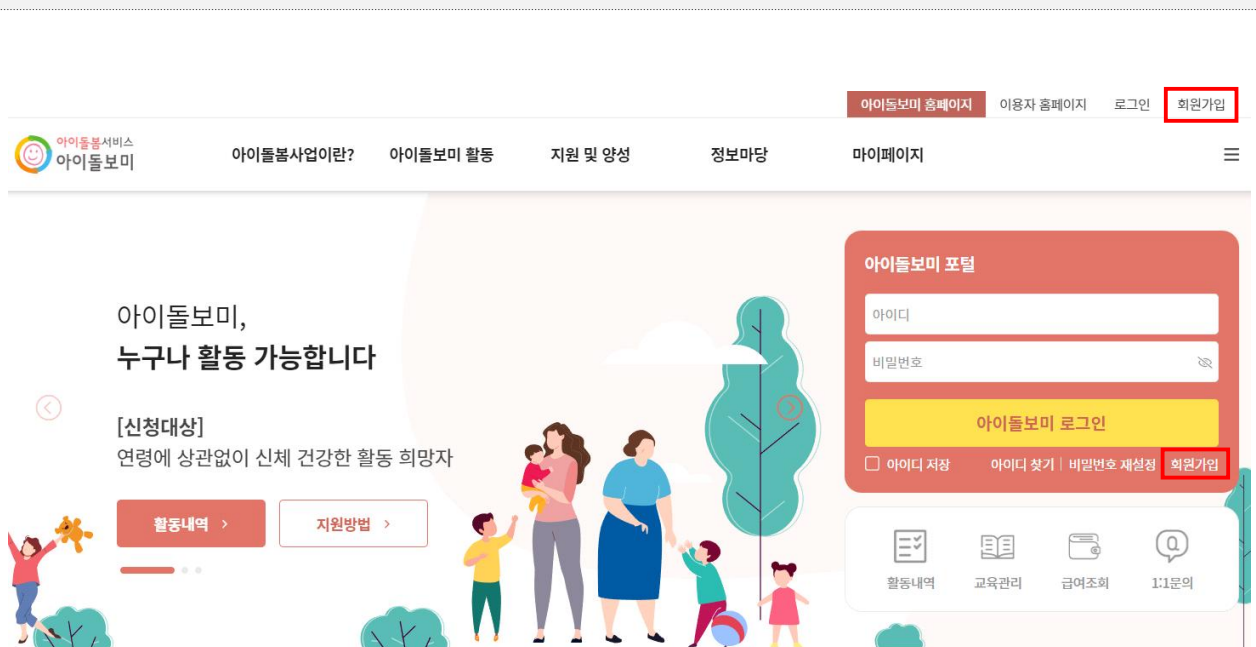 아이돌보미 홈페이지 이용자 홈페이지 로그인 회원가입
아이돌봄서비스
아이돌보미
아이돌봄사업이란? 아이돌보미 활동 지원 및 양성 정보마당 마이페이지
아이돌보미,
누구나 활동 가능합니다
[신청대상]
연령에 상관없이 신체 건강한 활동 희망자
활동내역 > 지원방법 >
아이돌보미 포털
아이디
비밀번호
아이돌보미 로그인
아이디 저장 아이디 찾기 | 비밀번호 재설정 회원가입
활동내역 교육관리 급여조회 1:1문의